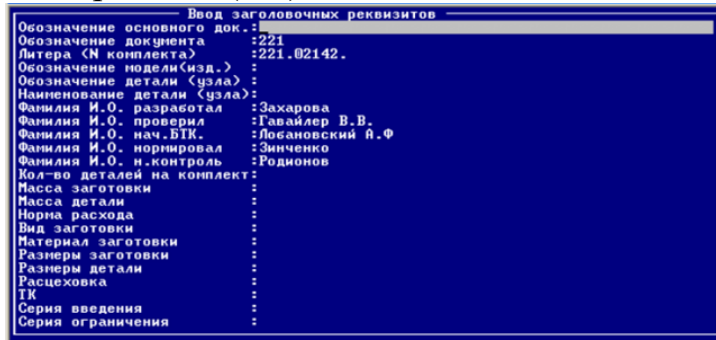 Ввод заголовочных реквизитов
Обозначение основного док.:
Обозначение документа :221
Литера (N комплекта) :221.02142.
Обозначение модели(изд.) :
Обозначение детали (узла) :
Наименование детали (узла):
Фамилия И.О. разработал :Захарова
Фамилия И.О. проверил :Гавайлер В.В.
Фамилия И.О. нач.БТК. :Лобановский А.Ф
Фамилия И.О. нормировал :Зинченко
Фамилия И.О. н.контроль :Родионов
Кол-во деталей на комплект:
Масса заготовки :
Масса детали :
Норма расхода :
Вид заготовки :
Материал заготовки :
Размеры заготовки :
Размеры детали :
Расцеховка :
ТК :
Серия введения :
Серия ограничения :